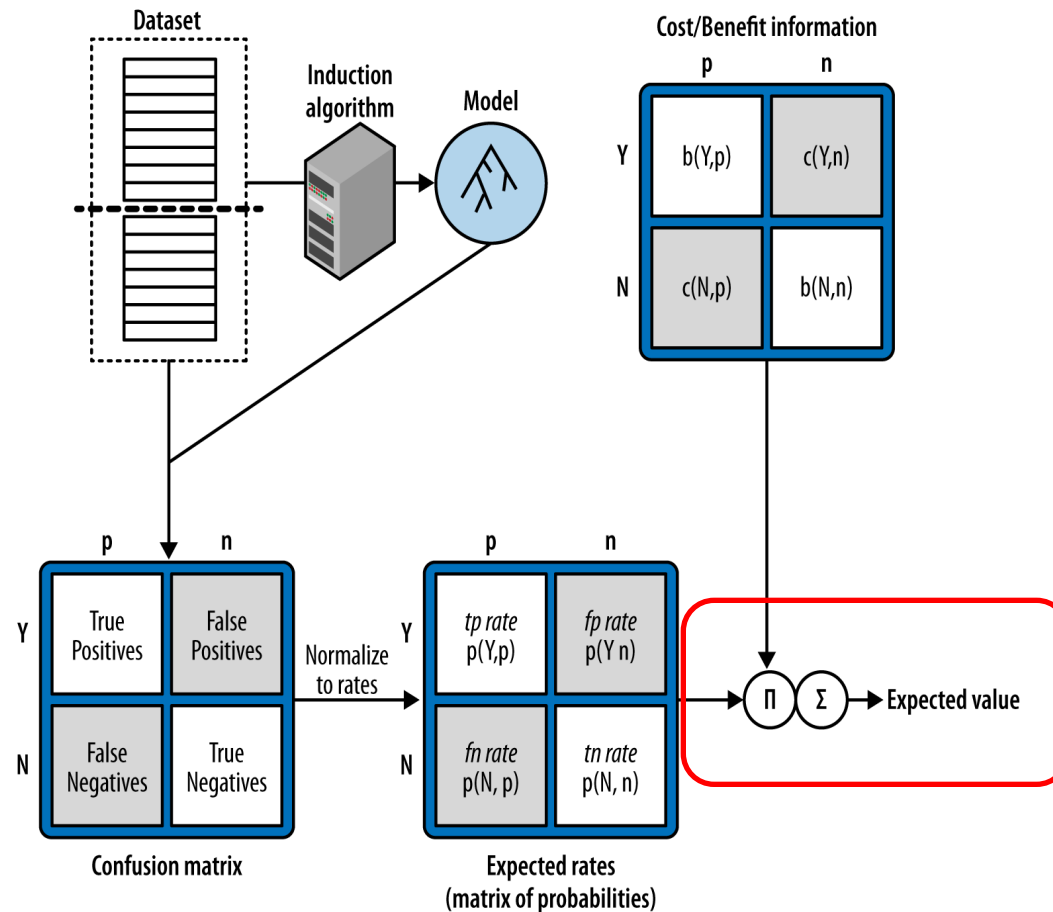 Dataset
Induction
algorithm
Model
Cost/Benefit information
p n
Y b(Y,p) c(Y,n)
N c(N,p) b(N,n)
p n
Y True
Positives
False
Positives
N False
Negatives
True
Negatives
Confusion matrix
Normalize
to rates
p n
Y tp rate
p(Y,p)
fp rate
p(Y n)
N fn rate
p(N, p)
tn rate
p(N, n)
Expected rates
(matrix of probabilities)
Π Σ Expected value